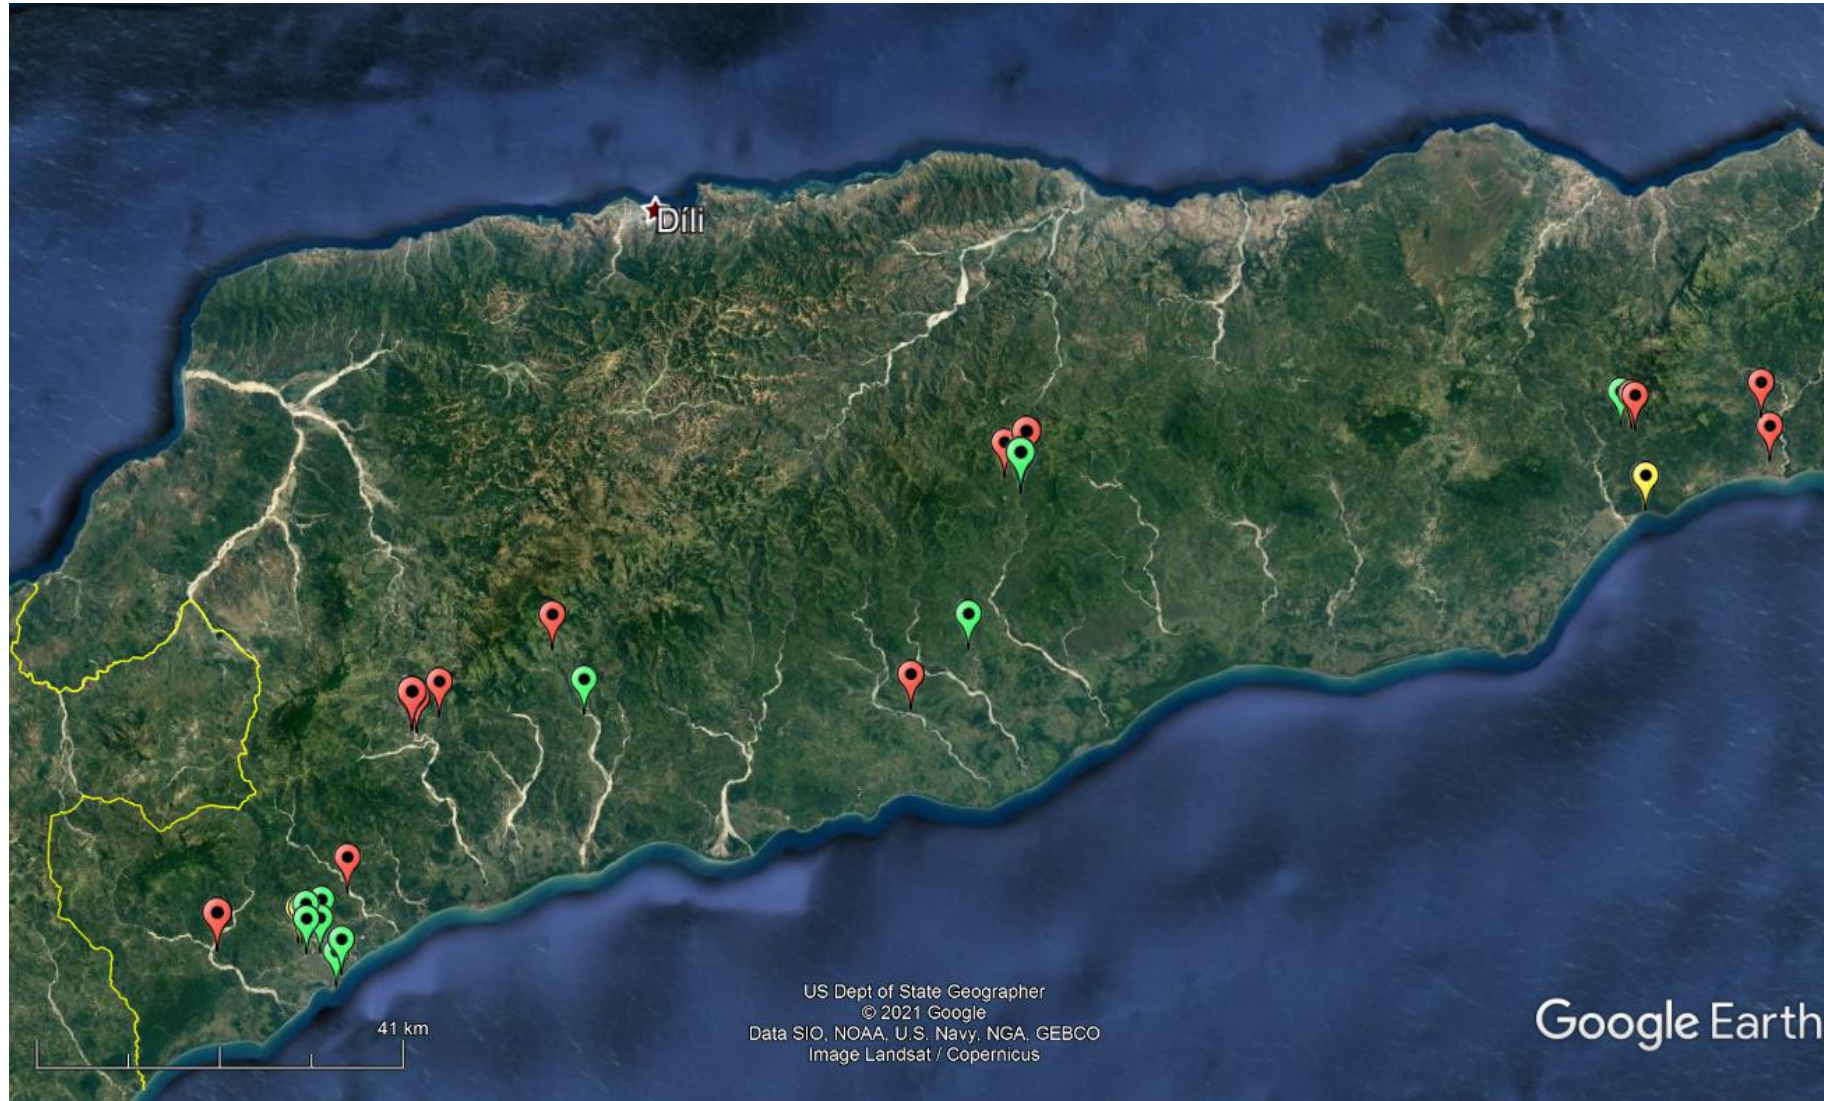 Díli
41 km
US Dept of State Geographer
© 2021 Google
Data SIO, NOAA, U.S. Navy, NGA, GEBCO
Image Landsat / Copernicus
Google Earth